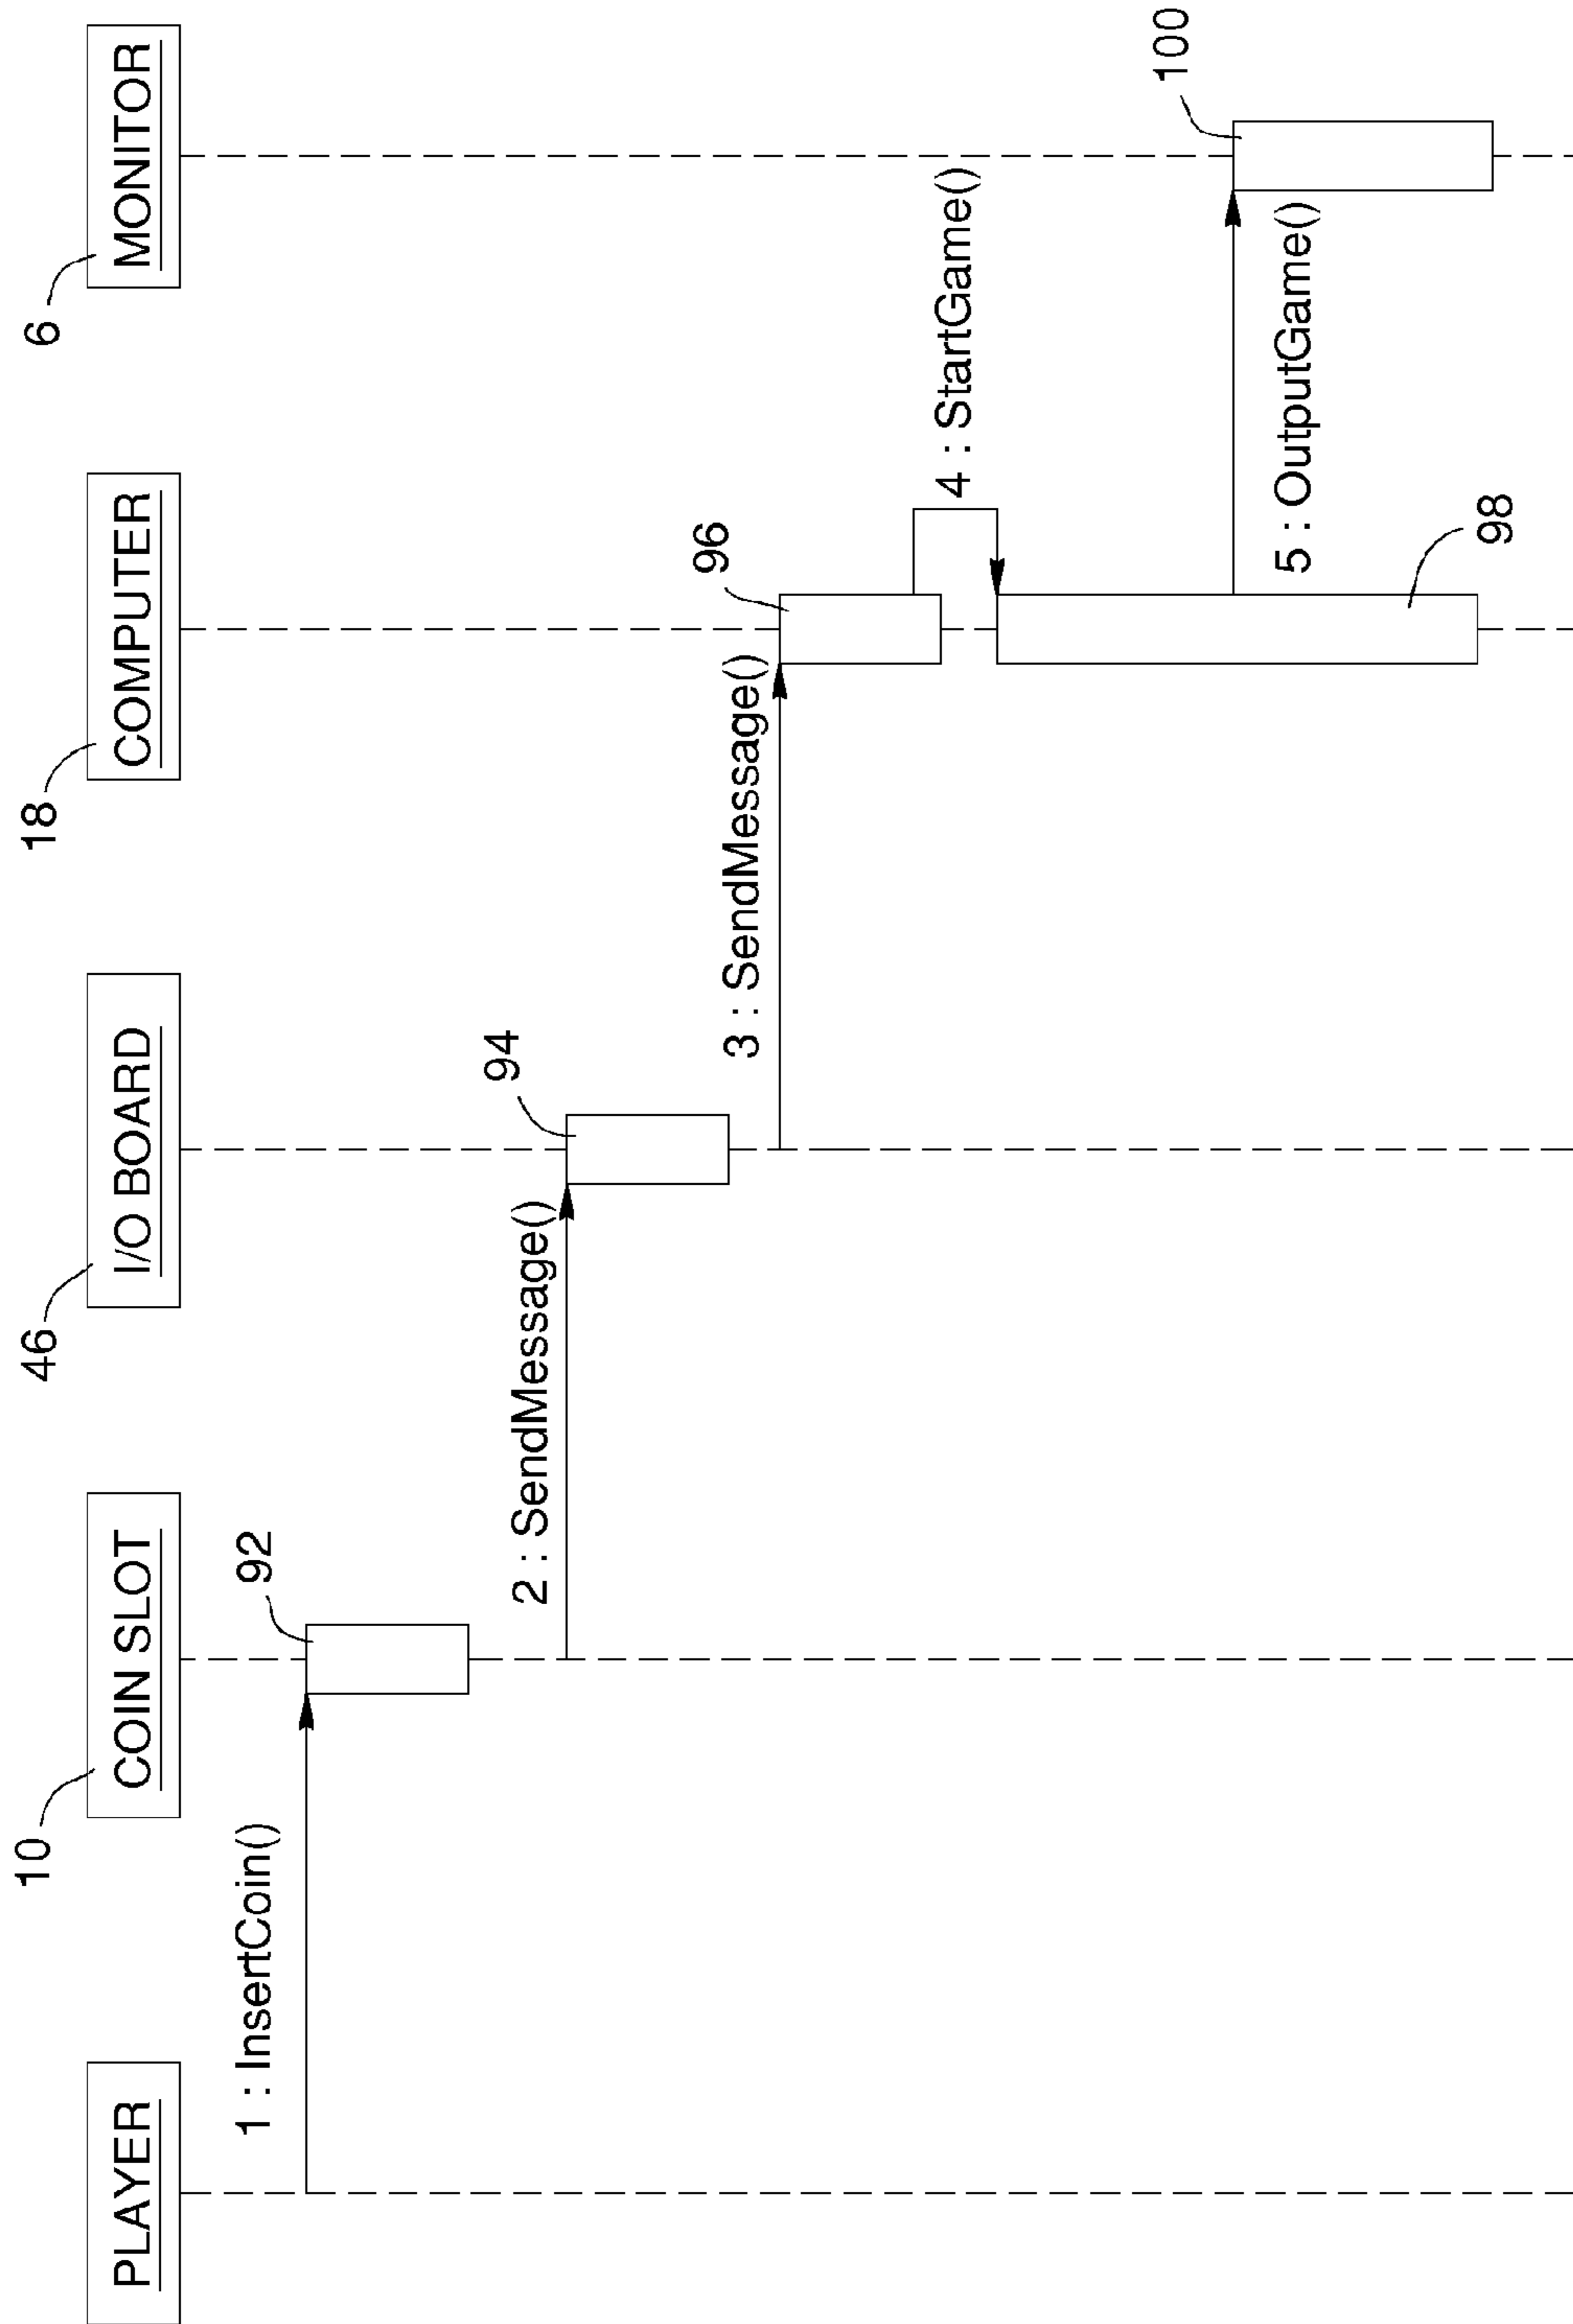 10
46
18
6
PLAYER
COIN SLOT
I/O BOARD
COMPUTER
MONITOR
1 : InsertCoin()
92
2 : SendMessage()
94
3 : SendMessage()
96
4 : StartGame()
100
5 : OutputGame()
98